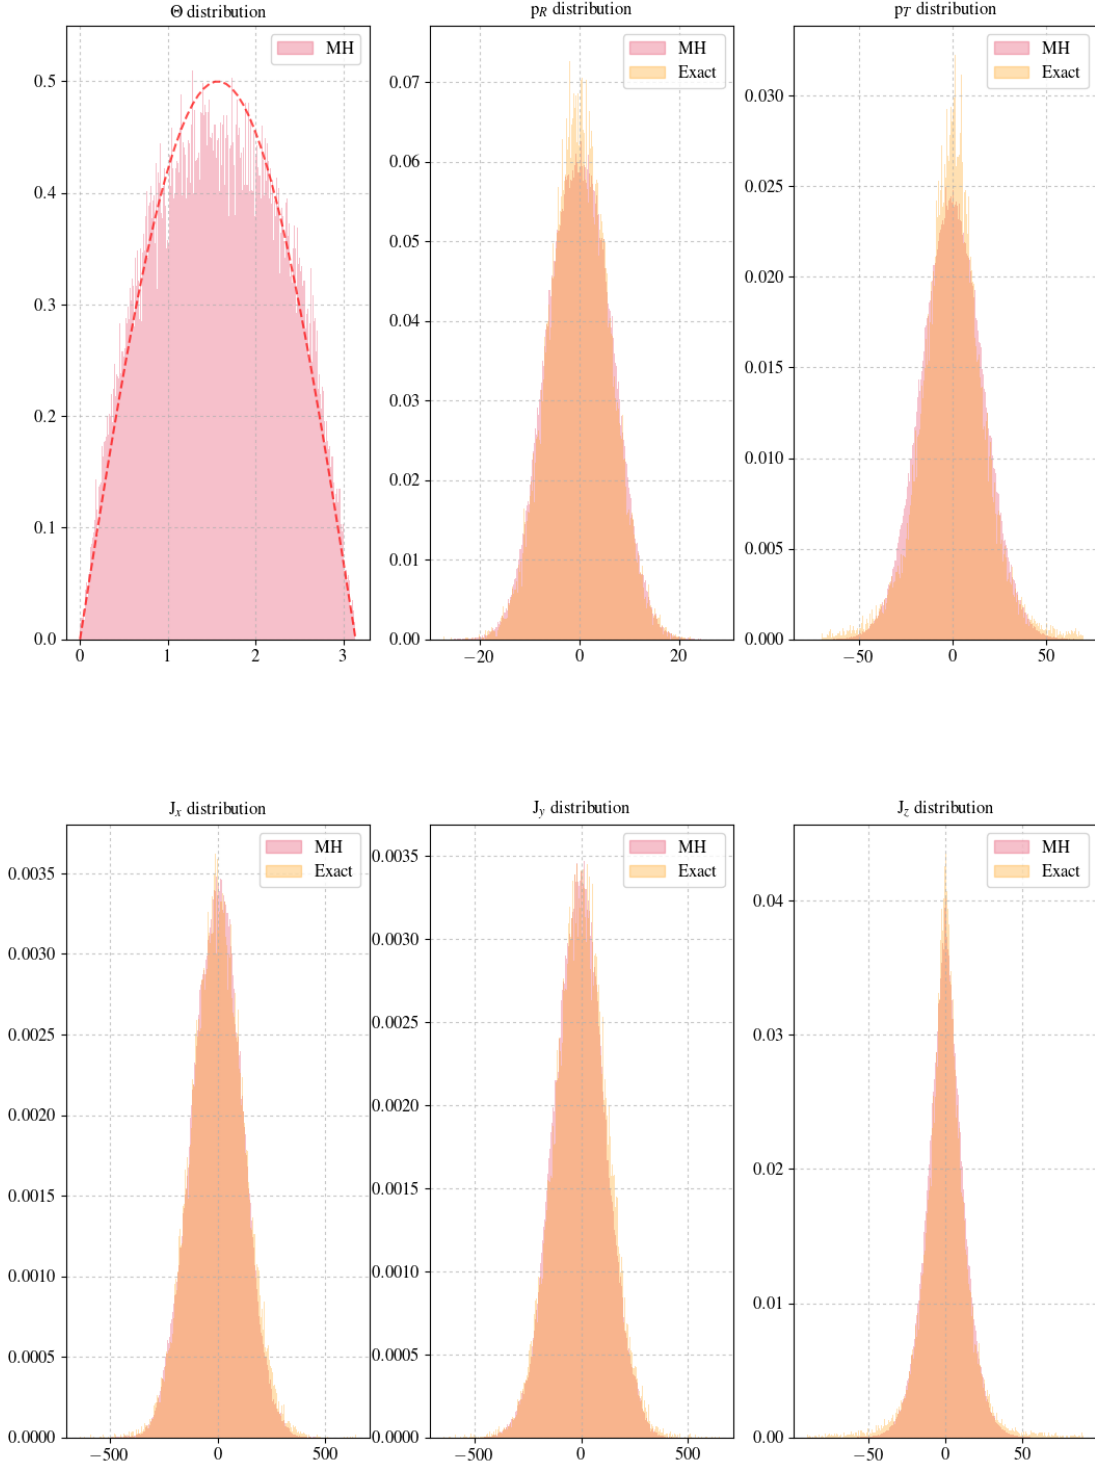 Θ distribution
MH
0.5
0.4
0.3
0.2
0.1
0.0
0 1 2 3
p_R distribution
MH
Exact
0.07
0.06
0.05
0.04
0.03
0.02
0.01
0.00
−20 0 20
p_T distribution
MH
Exact
0.030
0.025
0.020
0.015
0.010
0.005
0.000
−50 0 50
J_x distribution
MH
Exact
0.0035
0.0030
0.0025
0.0020
0.0015
0.0010
0.0005
0.0000
−500 0 500
J_y distribution
MH
Exact
0.0035
0.0030
0.0025
0.0020
0.0015
0.0010
0.0005
0.0000
−500 0 500
J_z distribution
MH
Exact
0.04
0.03
0.02
0.01
0.00
−50 0 50